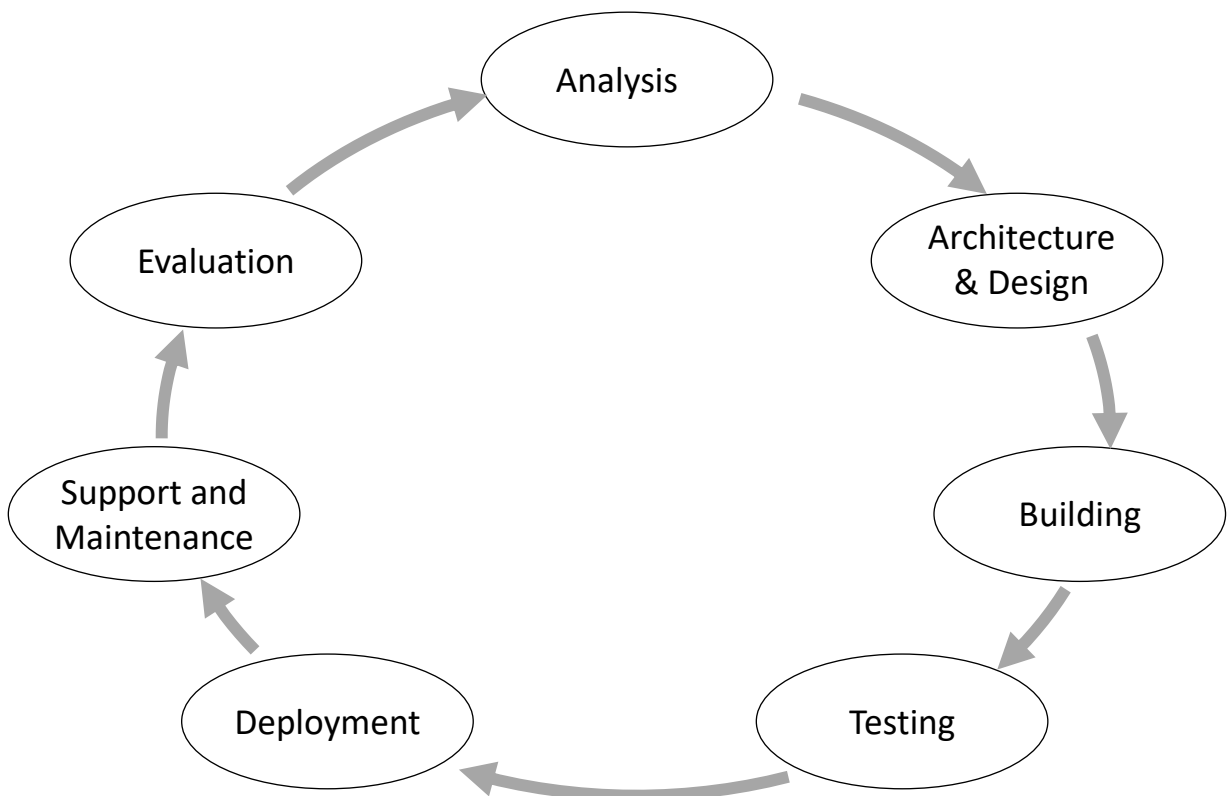 Analysis
Architecture
& Design
Building
Testing
Deployment
Support and
Maintenance
Evaluation